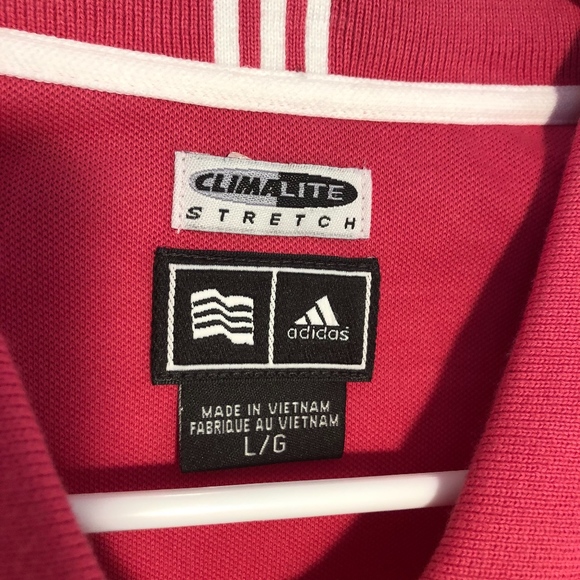 CLIMALITE
STRETCH
adidas
MADE IN VIETNAM
FABRIQUE AU VIETNAM
L/G